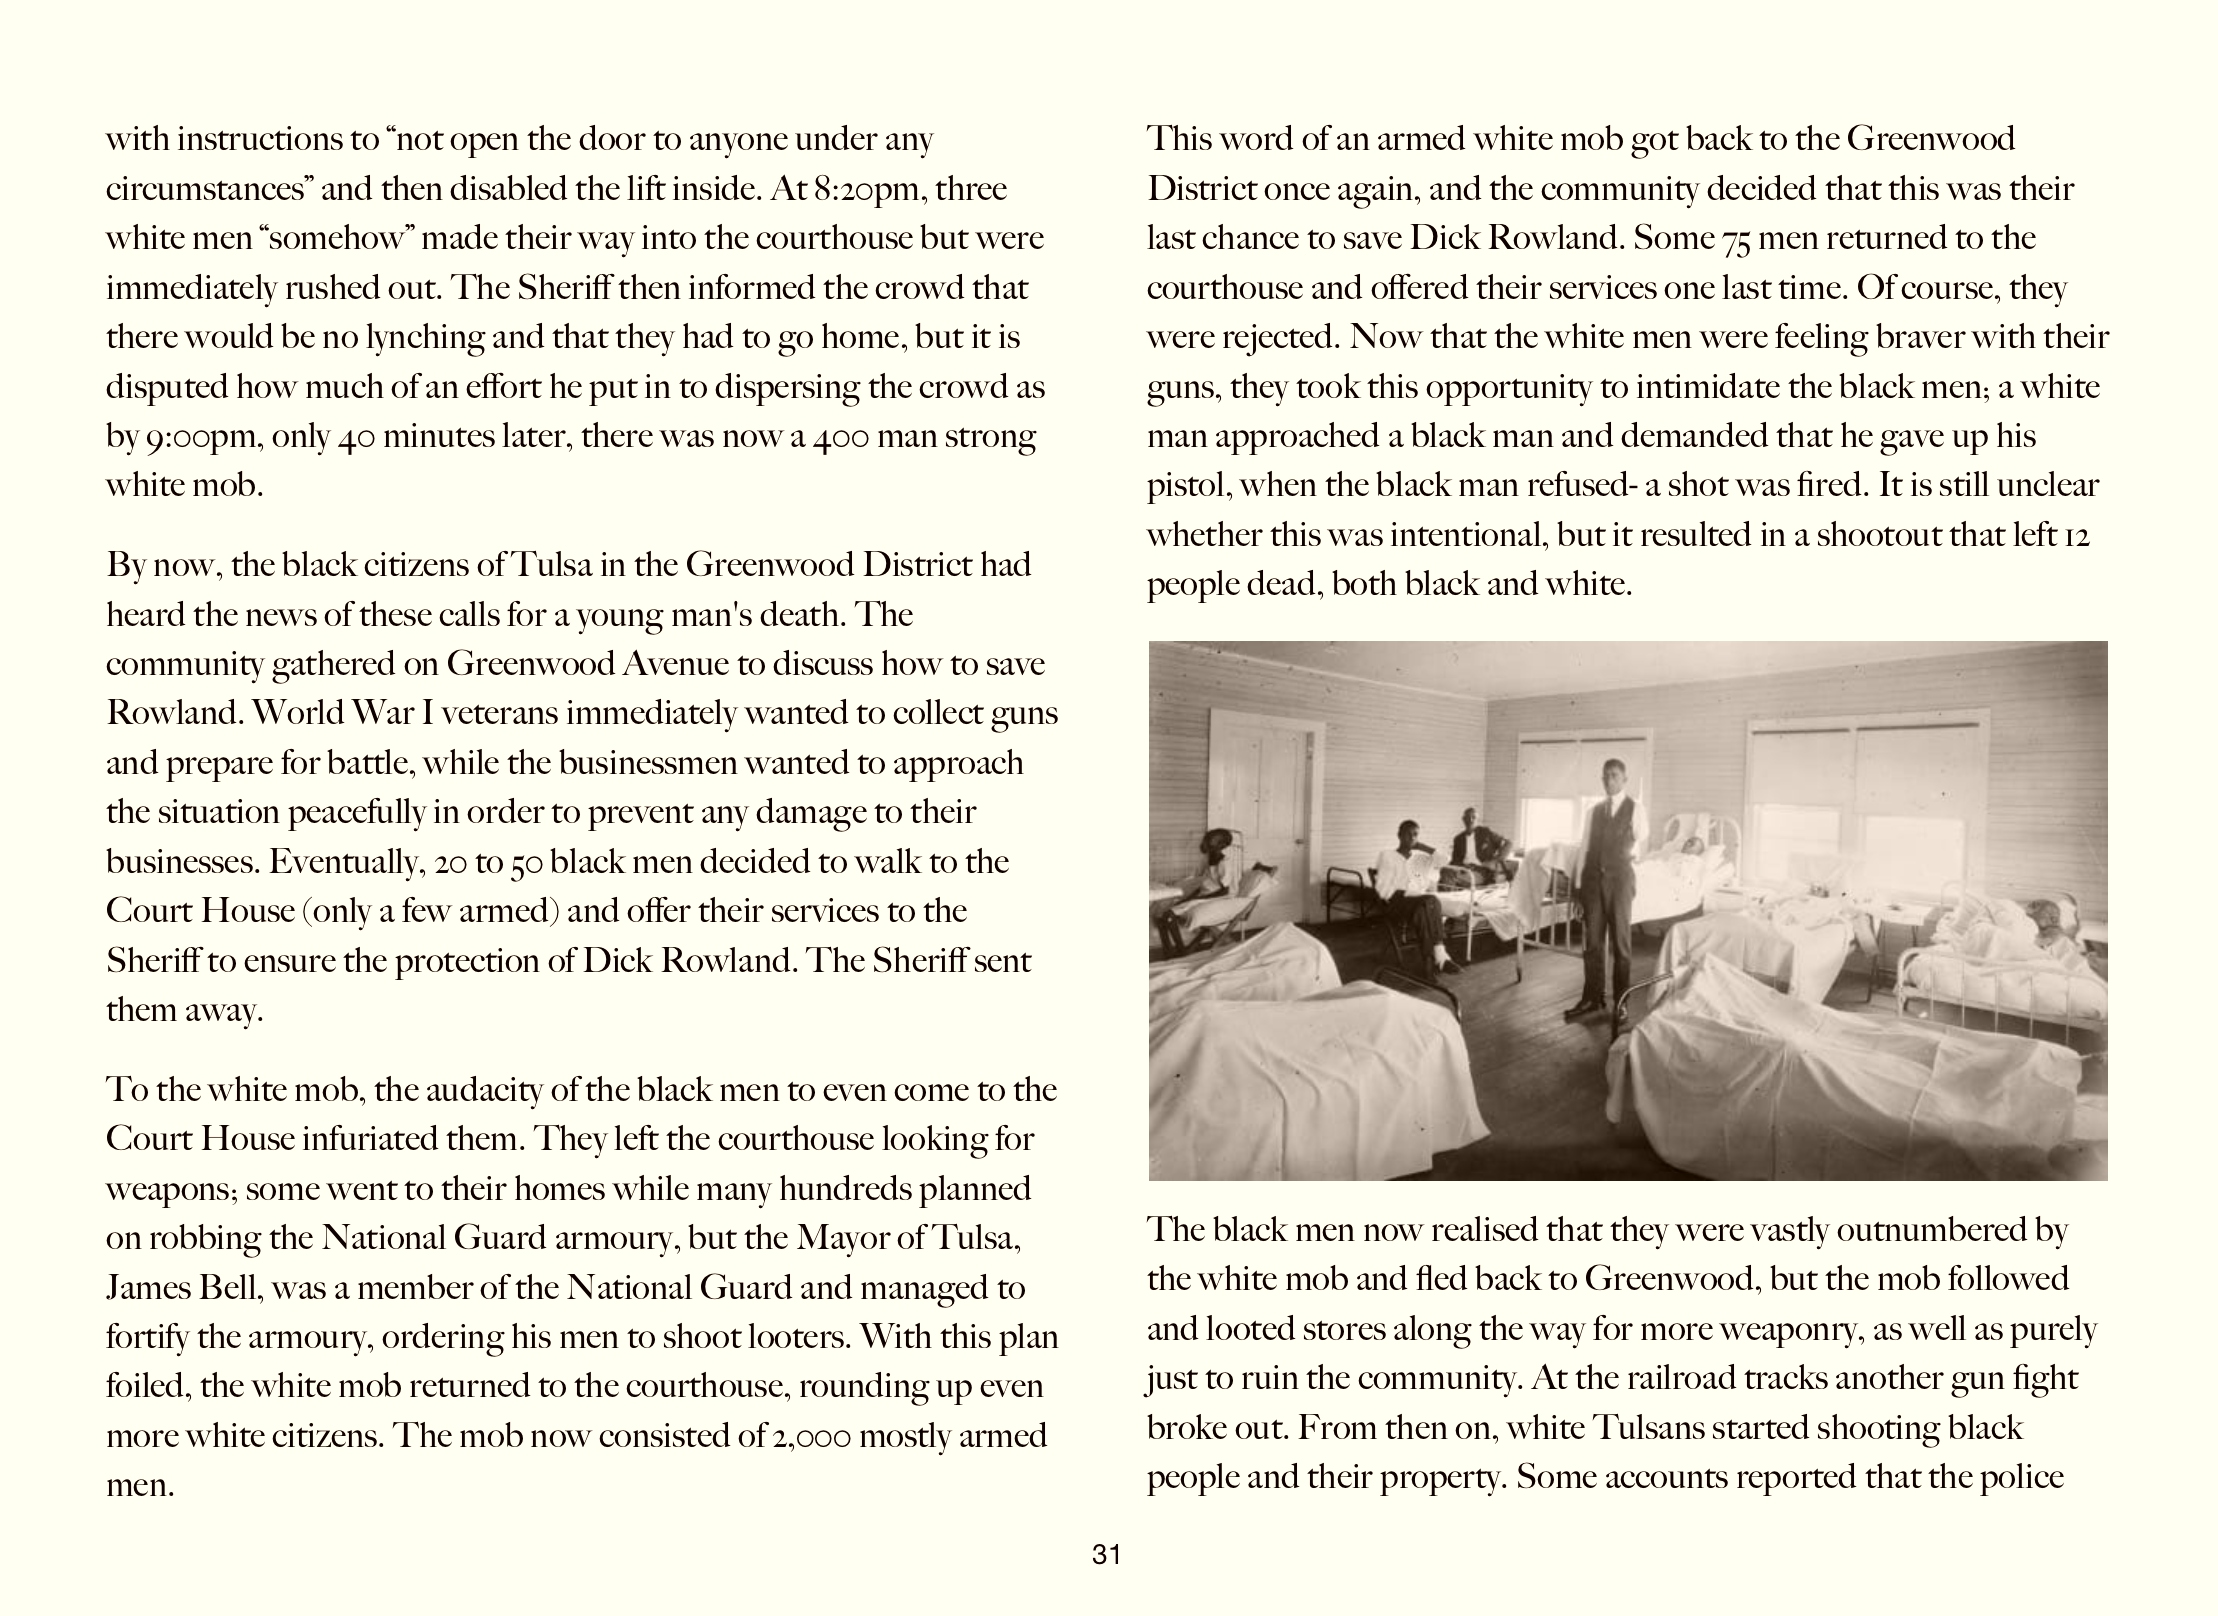 with instructions to “not open the door to anyone under any
circumstances” and then disabled the lift inside. At 8:20pm, three
white men “somehow” made their way into the courthouse but were
immediately rushed out. The Sheriff then informed the crowd that
there would be no lynching and that they had to go home, but it is
disputed how much of an effort he put in to dispersing the crowd as
by 9:00pm, only 40 minutes later, there was now a 400 man strong
white mob.
By now, the black citizens of Tulsa in the Greenwood District had
heard the news of these calls for a young man's death. The
community gathered on Greenwood Avenue to discuss how to save
Rowland. World War I veterans immediately wanted to collect guns
and prepare for battle, while the businessmen wanted to approach
the situation peacefully in order to prevent any damage to their
businesses. Eventually, 20 to 50 black men decided to walk to the
Court House (only a few armed) and offer their services to the
Sheriff to ensure the protection of Dick Rowland. The Sheriff sent
them away.
To the white mob, the audacity of the black men to even come to the
Court House infuriated them. They left the courthouse looking for
weapons; some went to their homes while many hundreds planned
on robbing the National Guard armoury, but the Mayor of Tulsa,
James Bell, was a member of the National Guard and managed to
fortify the armoury, ordering his men to shoot looters. With this plan
foiled, the white mob returned to the courthouse, rounding up even
more white citizens. The mob now consisted of 2,000 mostly armed
men.
This word of an armed white mob got back to the Greenwood
District once again, and the community decided that this was their
last chance to save Dick Rowland. Some 75 men returned to the
courthouse and offered their services one last time. Of course, they
were rejected. Now that the white men were feeling braver with their
guns, they took this opportunity to intimidate the black men; a white
man approached a black man and demanded that he gave up his
pistol, when the black man refused- a shot was fired. It is still unclear
whether this was intentional, but it resulted in a shootout that left 12
people dead, both black and white.
The black men now realised that they were vastly outnumbered by
the white mob and fled back to Greenwood, but the mob followed
and looted stores along the way for more weaponry, as well as purely
just to ruin the community. At the railroad tracks another gun fight
broke out. From then on, white Tulsans started shooting black
people and their property. Some accounts reported that the police
31